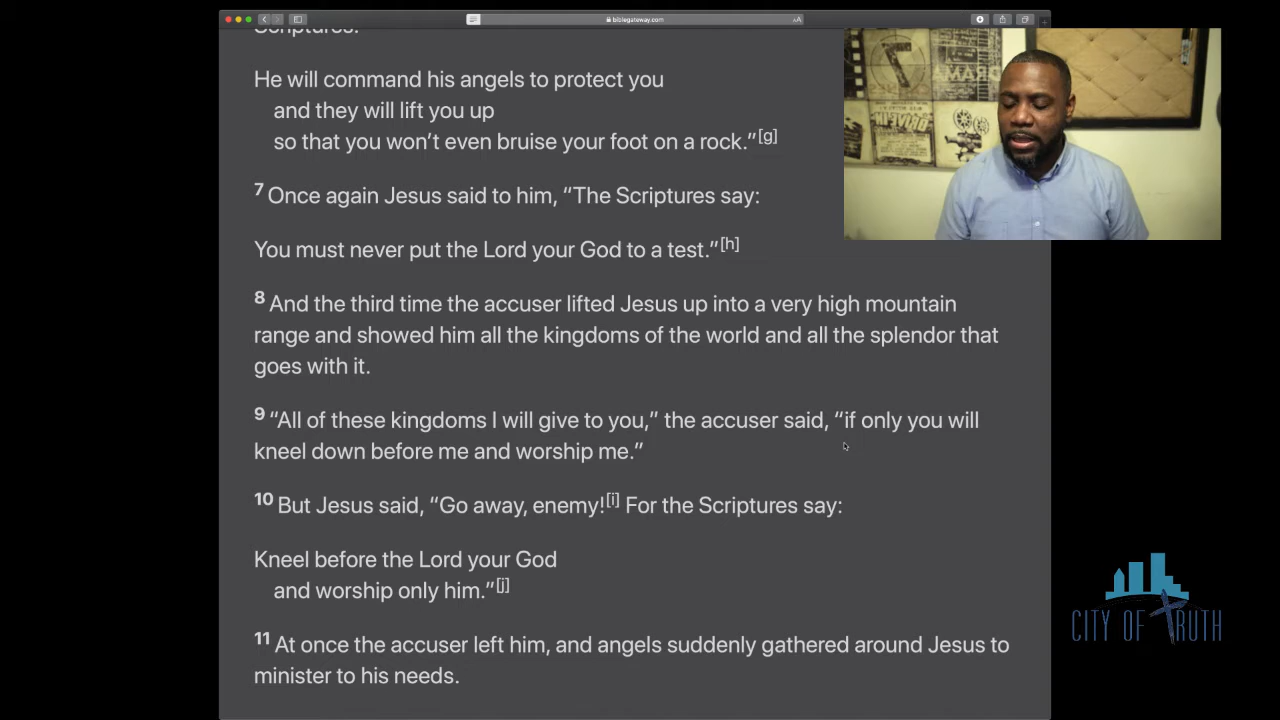 biblegateway.com
Scriptures:
He will command his angels to protect you
and they will lift you up
so that you won’t even bruise your foot on a rock.”[g]
7 Once again Jesus said to him, “The Scriptures say:
You must never put the Lord your God to a test.”[h]
8 And the third time the accuser lifted Jesus up into a very high mountain
range and showed him all the kingdoms of the world and all the splendor that
goes with it.
9 “All of these kingdoms I will give to you,” the accuser said, “if only you will
kneel down before me and worship me.”
10 But Jesus said, “Go away, enemy![i] For the Scriptures say:
Kneel before the Lord your God
and worship only him.”[j]
11 At once the accuser left him, and angels suddenly gathered around Jesus to
minister to his needs.
DRAMA
CITY OF TRUTH